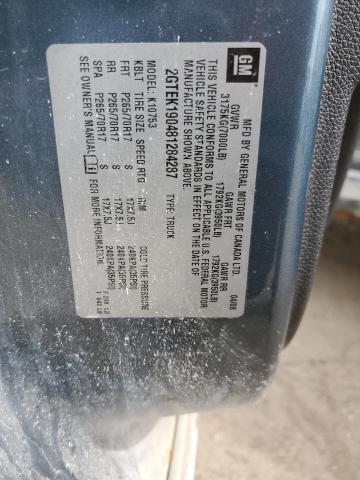 GM
MFD BY GENERAL MOTORS OF CANADA LTD
04/08
GVWR GAWR FRT GAWR RR
3175KG(7000LB) 1792KG(3950LB) 1792KG(3950LB)
THIS VEHICLE CONFORMS TO ALL APPLICABLE U.S. FEDERAL MOTOR
VEHICLE SAFETY STANDARDS IN EFFECT ON THE DATE OF
MANUFACTURE SHOWN ABOVE.
2GTEK190481284287 TYPE: TRUCK
MODEL: K10753
KBLT TIRE SIZE SPEED RTG RIM COLD TIRE PRESSURE
FRT P265/70R17 S 17X7.5J 240KPA(35PSI)
RR P265/70R17 S 17X7.5J 240KPA(35PSI)
SPA P265/70R17 S 17X7.5J 240KPA(35PSI)
SEE OWNER'S MANUAL